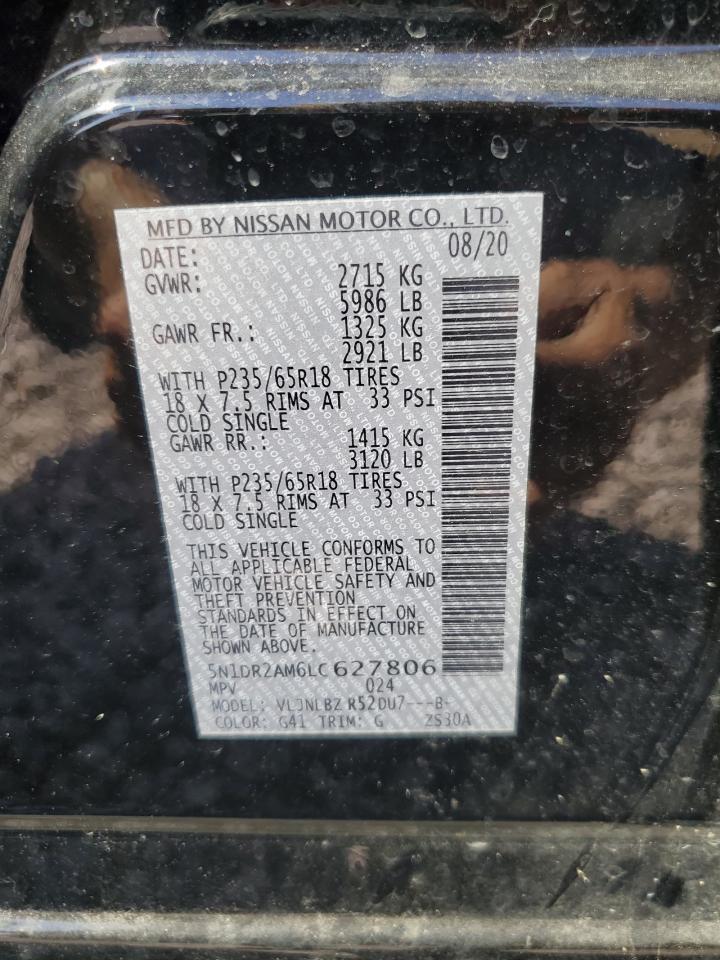 MFD BY NISSAN MOTOR CO., LTD.
DATE: 08/20
GVWR: 2715 KG
5986 LB
GAWR FR.: 1325 KG
2921 LB
WITH P235/65R18 TIRES
18 X 7.5 RIMS AT 33 PSI
COLD SINGLE
GAWR RR.: 1415 KG
3120 LB
WITH P235/65R18 TIRES
18 X 7.5 RIMS AT 33 PSI
COLD SINGLE
THIS VEHICLE CONFORMS TO
ALL APPLICABLE FEDERAL
MOTOR VEHICLE SAFETY AND
THEFT PREVENTION
STANDARDS IN EFFECT ON
THE DATE OF MANUFACTURE
SHOWN ABOVE.
5N1DR2AM6LC627806
MPV 024
MODEL: VLJNLBZ R52DU7---B-
COLOR: G41 TRIM: G ZS30A